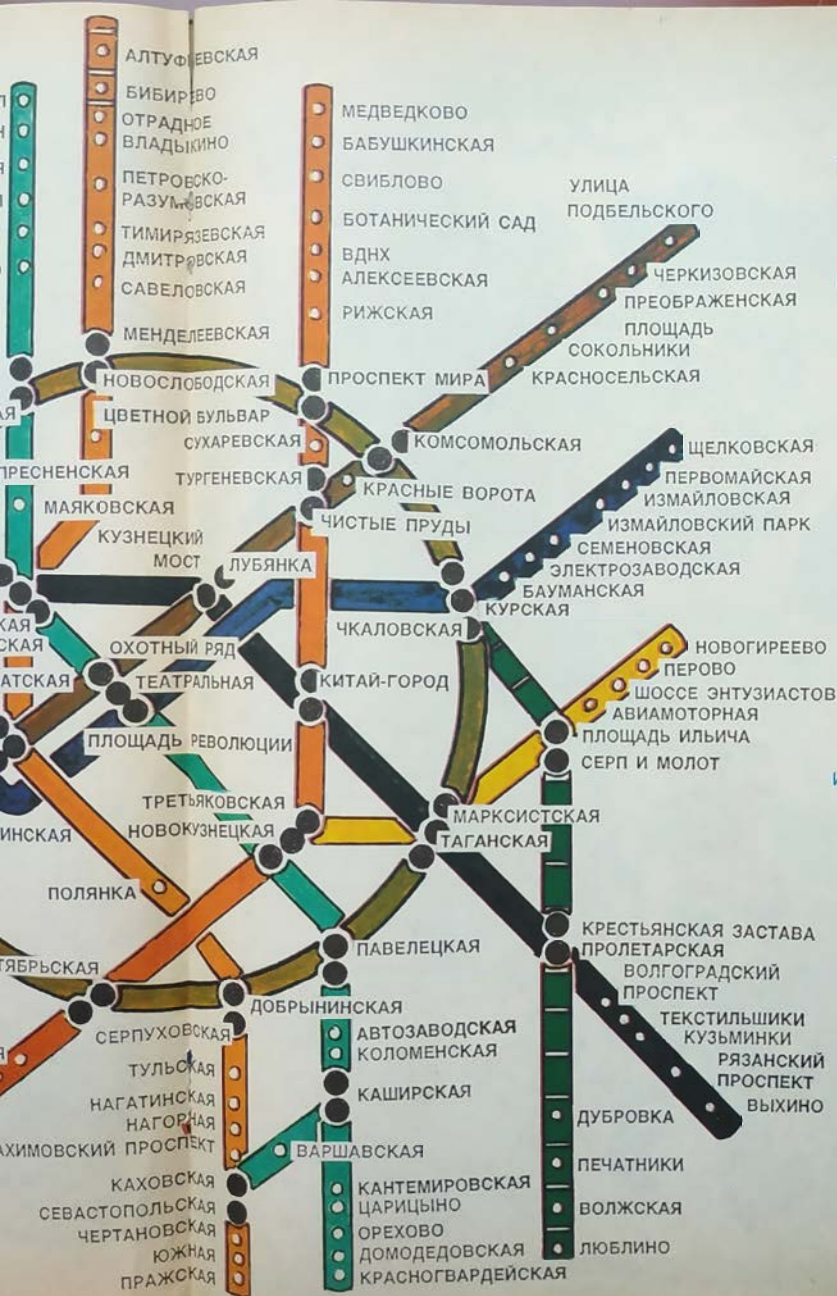 АЛТУФЬЕВСКАЯ
БИБИРЕВО
ОТРАДНОЕ
ВЛАДЫКИНО
ПЕТРОВСКО-
РАЗУМОВСКАЯ
ТИМИРЯЗЕВСКАЯ
ДМИТРОВСКАЯ
САВЕЛОВСКАЯ
МЕНДЕЛЕЕВСКАЯ
НОВОСЛОБОДСКАЯ
ЦВЕТНОЙ БУЛЬВАР
СУХАРЕВСКАЯ
ТУРГЕНЕВСКАЯ
ПРЕСНЕНСКАЯ
МАЯКОВСКАЯ
КУЗНЕЦКИЙ
МОСТ
ЛУБЯНКА
МЕДВЕДКОВО
БАБУШКИНСКАЯ
СВИБЛОВО
БОТАНИЧЕСКИЙ САД
ВДНХ
АЛЕКСЕЕВСКАЯ
РИЖСКАЯ
ПРОСПЕКТ МИРА
УЛИЦА
ПОДБЕЛЬСКОГО
ЧЕРКИЗОВСКАЯ
ПРЕОБРАЖЕНСКАЯ
ПЛОЩАДЬ
СОКОЛЬНИКИ
КРАСНОСЕЛЬСКАЯ
КОМСОМОЛЬСКАЯ
КРАСНЫЕ ВОРОТА
ЧИСТЫЕ ПРУДЫ
ЩЕЛКОВСКАЯ
ПЕРВОМАЙСКАЯ
ИЗМАЙЛОВСКАЯ
ИЗМАЙЛОВСКИЙ ПАРК
СЕМЕНОВСКАЯ
ЭЛЕКТРОЗАВОДСКАЯ
БАУМАНСКАЯ
КУРСКАЯ
ЧКАЛОВСКАЯ
ОХОТНЫЙ РЯД
ТЕАТРАЛЬНАЯ
КИТАЙ-ГОРОД
ПЛОЩАДЬ РЕВОЛЮЦИИ
НОВОГИРЕЕВО
ПЕРОВО
ШОССЕ ЭНТУЗИАСТОВ
АВИАМОТОРНАЯ
ПЛОЩАДЬ ИЛЬИЧА
СЕРП И МОЛОТ
ТРЕТЬЯКОВСКАЯ
НОВОКУЗНЕЦКАЯ
МАРКСИСТСКАЯ
ТАГАНСКАЯ
ИНСКАЯ
ПОЛЯНКА
ТЯБРЬСКАЯ
ПАВЕЛЕЦКАЯ
ДОБРЫНИНСКАЯ
СЕРПУХОВСКАЯ
КРЕСТЬЯНСКАЯ ЗАСТАВА
ПРОЛЕТАРСКАЯ
ВОЛГОГРАДСКИЙ
ПРОСПЕКТ
ТЕКСТИЛЬШИКИ
КУЗЬМИНКИ
РЯЗАНСКИЙ
ПРОСПЕКТ
ВЫХИНО
АВТОЗАВОДСКАЯ
КОЛОМЕНСКАЯ
КАШИРСКАЯ
ВАРШАВСКАЯ
ТУЛЬСКАЯ
НАГАТИНСКАЯ
НАГОРНАЯ
АХИМОВСКИЙ ПРОСПЕКТ
КАХОВСКАЯ
СЕВАСТОПОЛЬСКАЯ
ЧЕРТАНОВСКАЯ
ЮЖНАЯ
ПРАЖСКАЯ
КАНТЕМИРОВСКАЯ
ЦАРИЦЫНО
ОРЕХОВО
ДОМОДЕДОВСКАЯ
КРАСНОГВАРДЕЙСКАЯ
ДУБРОВКА
ПЕЧАТНИКИ
ВОЛЖСКАЯ
ЛЮБЛИНО